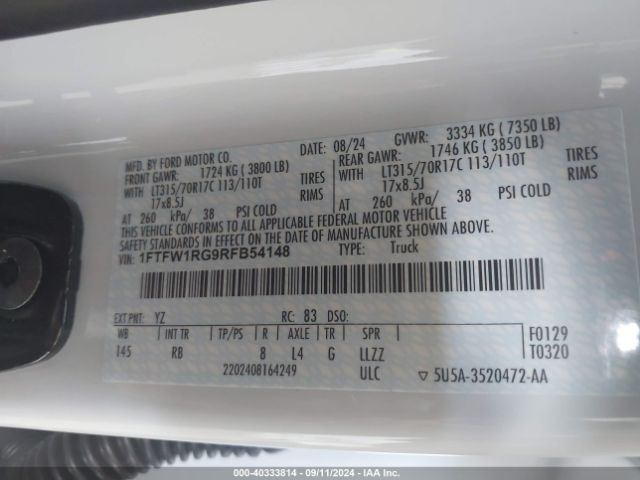 MFD. BY FORD MOTOR CO.
DATE: 08/24 GVWR: 3334 KG ( 7350 LB)
FRONT GAWR: 1724 KG ( 3800 LB)
REAR GAWR: 1746 KG ( 3850 LB)
WITH LT315/70R17C 113/110T TIRES
WITH LT315/70R17C 113/110T TIRES
17x8.5J RIMS
17x8.5J RIMS
AT 260 kPa/ 38 PSI COLD
AT 260 kPa/ 38 PSI COLD
THIS VEHICLE CONFORMS TO ALL APPLICABLE FEDERAL MOTOR VEHICLE
SAFETY STANDARDS IN EFFECT ON THE DATE OF MANUFACTURE SHOWN ABOVE.
VIN: 1FTFW1RG9RFB54148 TYPE: Truck
EXT PNT: YZ RC: 83 DSO:
WB INT TR TP/PS R AXLE TR SPR F0129
145 RB 8 L4 G LLZZ T0320
2202408164249 ULC ▽ 5U5A-3520472-AA
000-40333814 - 09/11/2024 - IAA Inc.